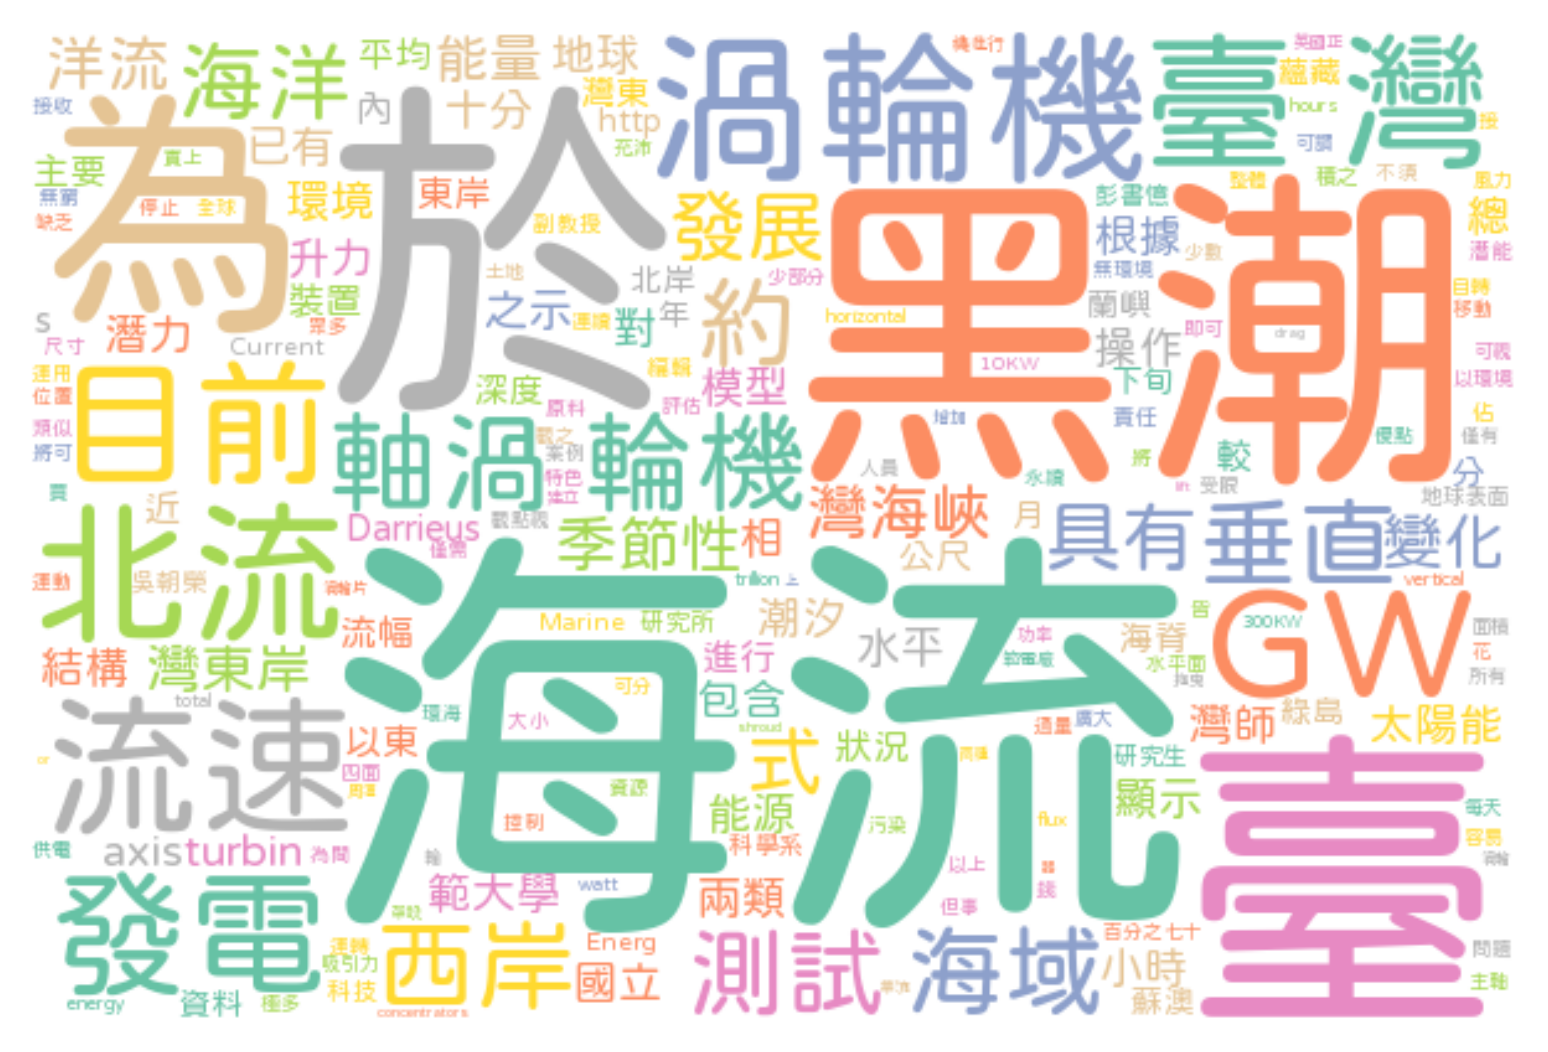 洋流
海洋
平均
能量
地球
渦輪機
臺灣
接收
內
十分
灣東
http
充沛
蘊藏
hours
可謂
接
為
於
已有
主要
實上
無窮
停止
全球
缺乏
環境
東岸
副教授
發展
黑潮
彭書憶
整體
積之
不須
風力
總
根據
少數
潛能
升力
土地
北岸
少部分
無環境
裝置
之示
連續
對
年
約
horizontal
蘭嶼
目轉
移動
S
尺寸
潛力
眾多
Current
編輯
操作
即可
drag
可觀
運用
位置
目前
深度
模型
10KW
下旬
以環境
類似
將可
原料
評估
增加
責任
佔
軸渦輪機
觀之
案例
優點
僅有
特色
建立
人員
永續
將
較
分
買
近
灣海峽
lift
受限
地球表面
北流
Darrieus
觀點觀
僅需
季節性
相
月
具有
垂直
變化
公尺
運動
吳朝榮
渦輪片
海流
trillion
上
vertical
流幅
Marine
研究所
潮汐
皆
GW
300KW
面積
結構
灣東岸
進行
水平
功率
海脊
水平面
花
所有
total
流速
可分
包含
環海
大小
shroud
適量
廣大
灣師
綠島
太陽能
以東
四面
式
狀況
研究生
or
資源
能源
顯示
臺
每天
控制
科學系
污染
flux
容易
供電
axis
turbin
為間
輪
以上
發電
範大學
watt
兩類
但事
西岸
運轉
吸引力
Energ
測試
海域
百分之七十
小時
問題
energy
資料
極多
科技
國立
蘇澳
主軸
concentrators